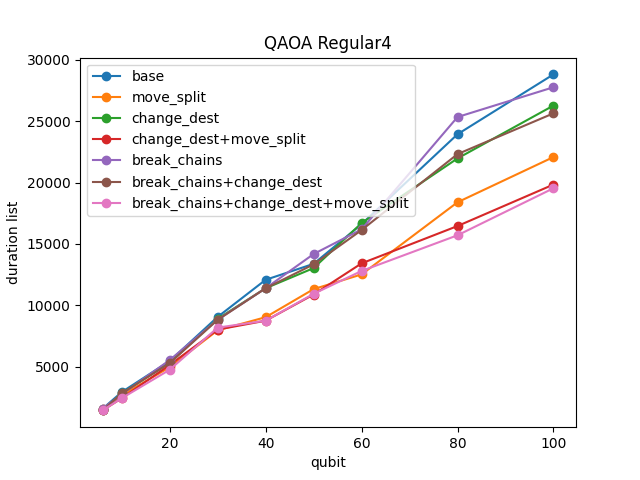 QAOA Regular4
30000
25000
20000
15000
10000
5000
duration list
base
move_split
change_dest
change_dest+move_split
break_chains
break_chains+change_dest
break_chains+change_dest+move_split
20 40 60 80 100
qubit